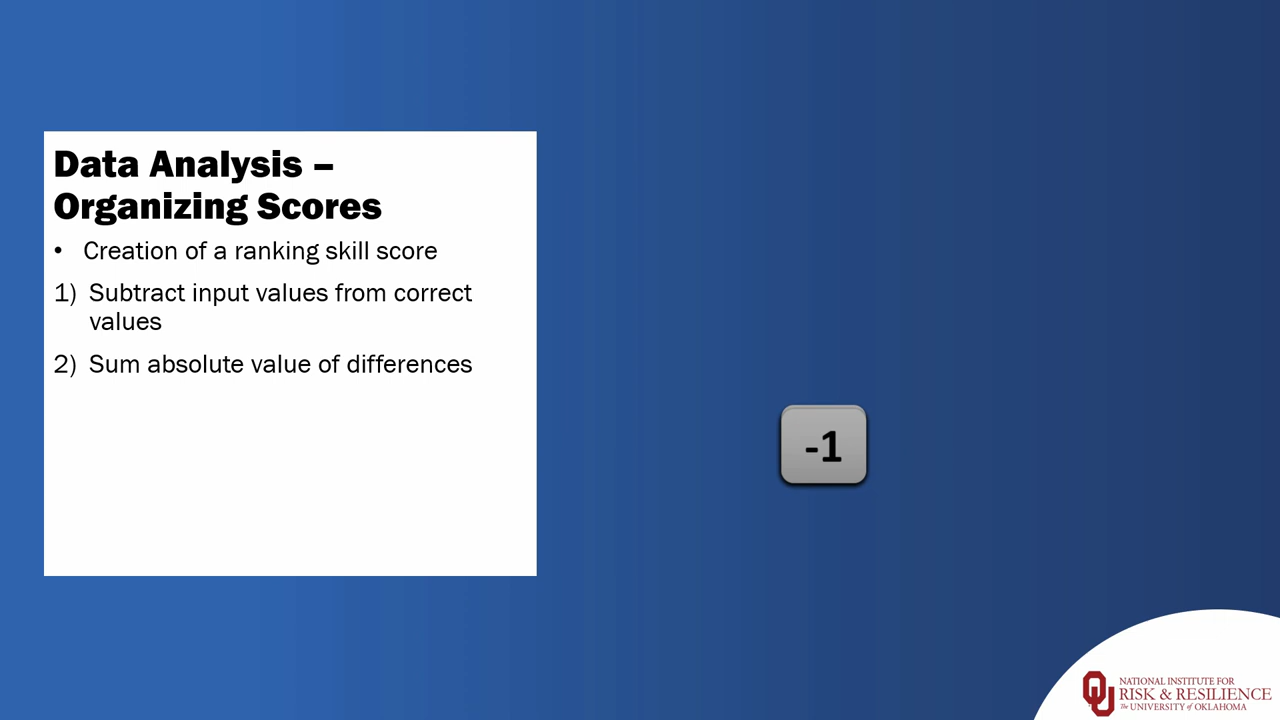 Data Analysis –
Organizing Scores
• Creation of a ranking skill score
1) Subtract input values from correct
values
2) Sum absolute value of differences
-1
NATIONAL INSTITUTE FOR
RISK & RESILIENCE
The UNIVERSITY of OKLAHOMA